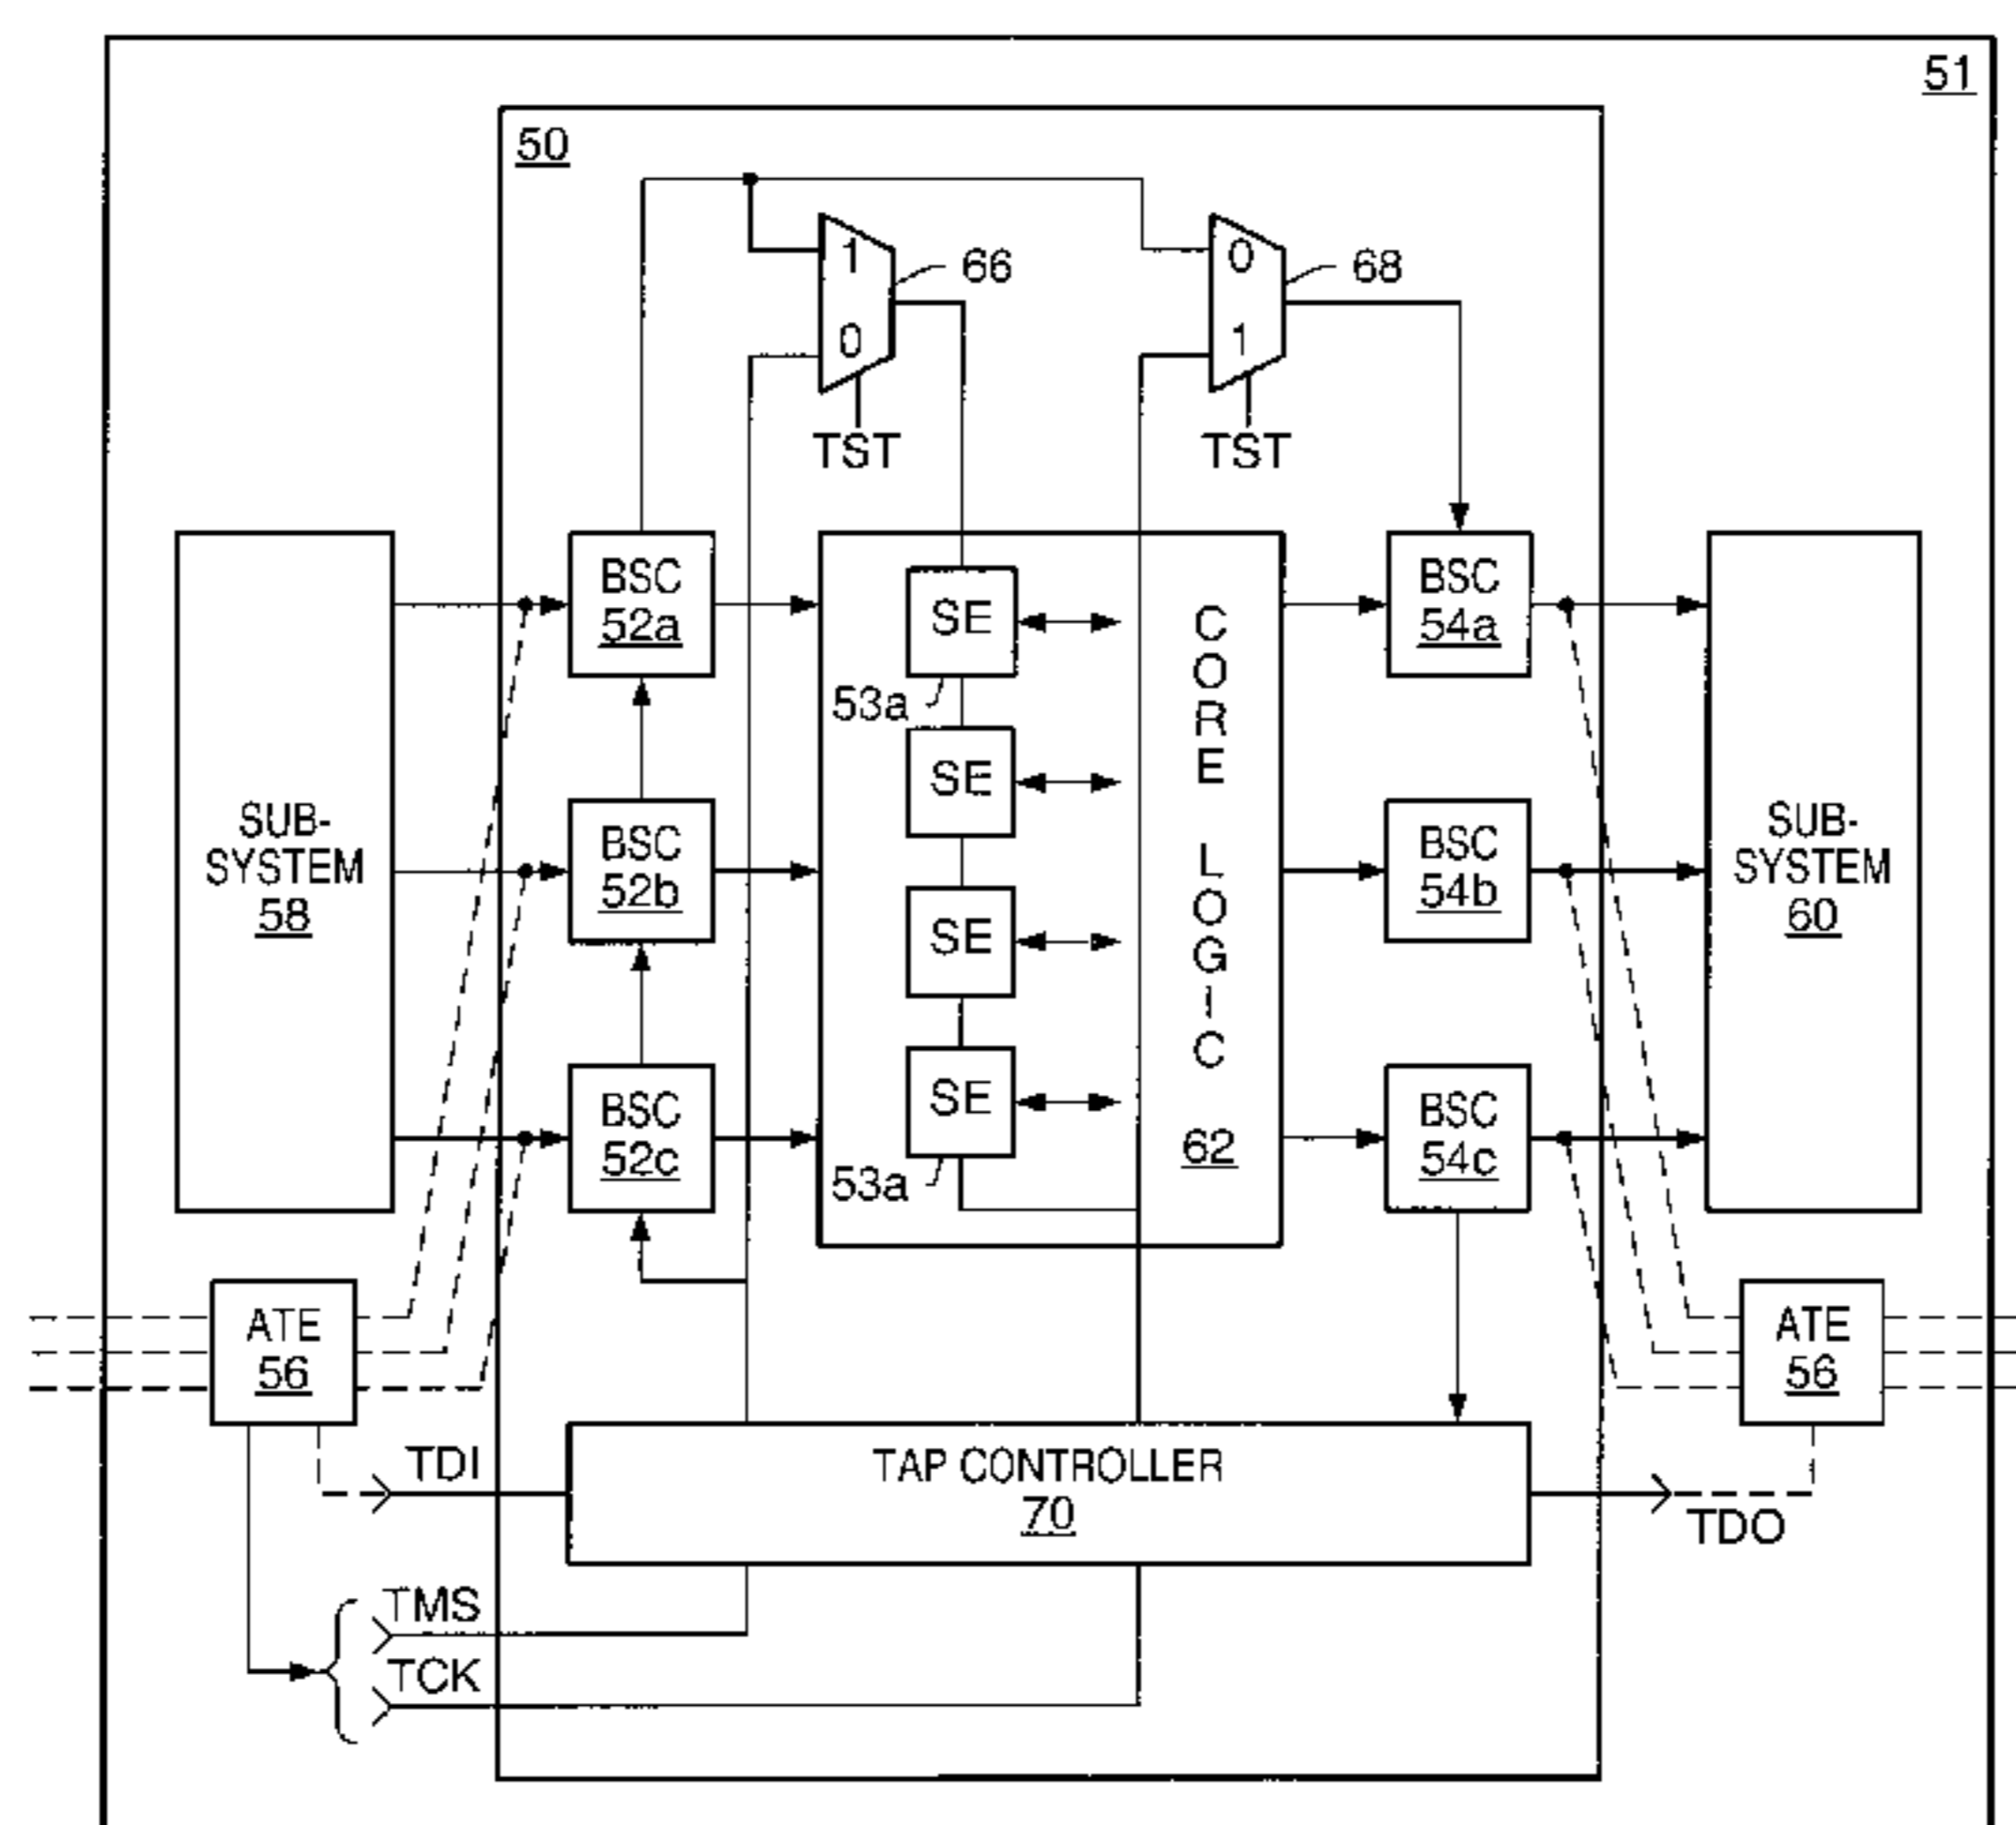 51
50
1
0
66
TST
0
1
68
TST
SUB-
SYSTEM
58
BSC
52a
BSC
52b
BSC
52c
SE
53a
SE
SE
SE
53a
CORE LOGIC
62
BSC
54a
BSC
54b
BSC
54c
SUB-
SYSTEM
60
ATE
56
ATE
56
TDI
TAP CONTROLLER
70
TDO
TMS
TCK